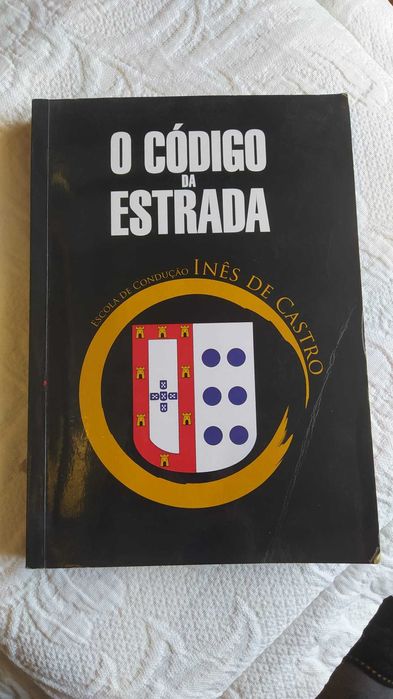 O CÓDIGO
DA
ESTRADA
ESCOLA DE CONDUÇÃO INÊS DE CASTRO